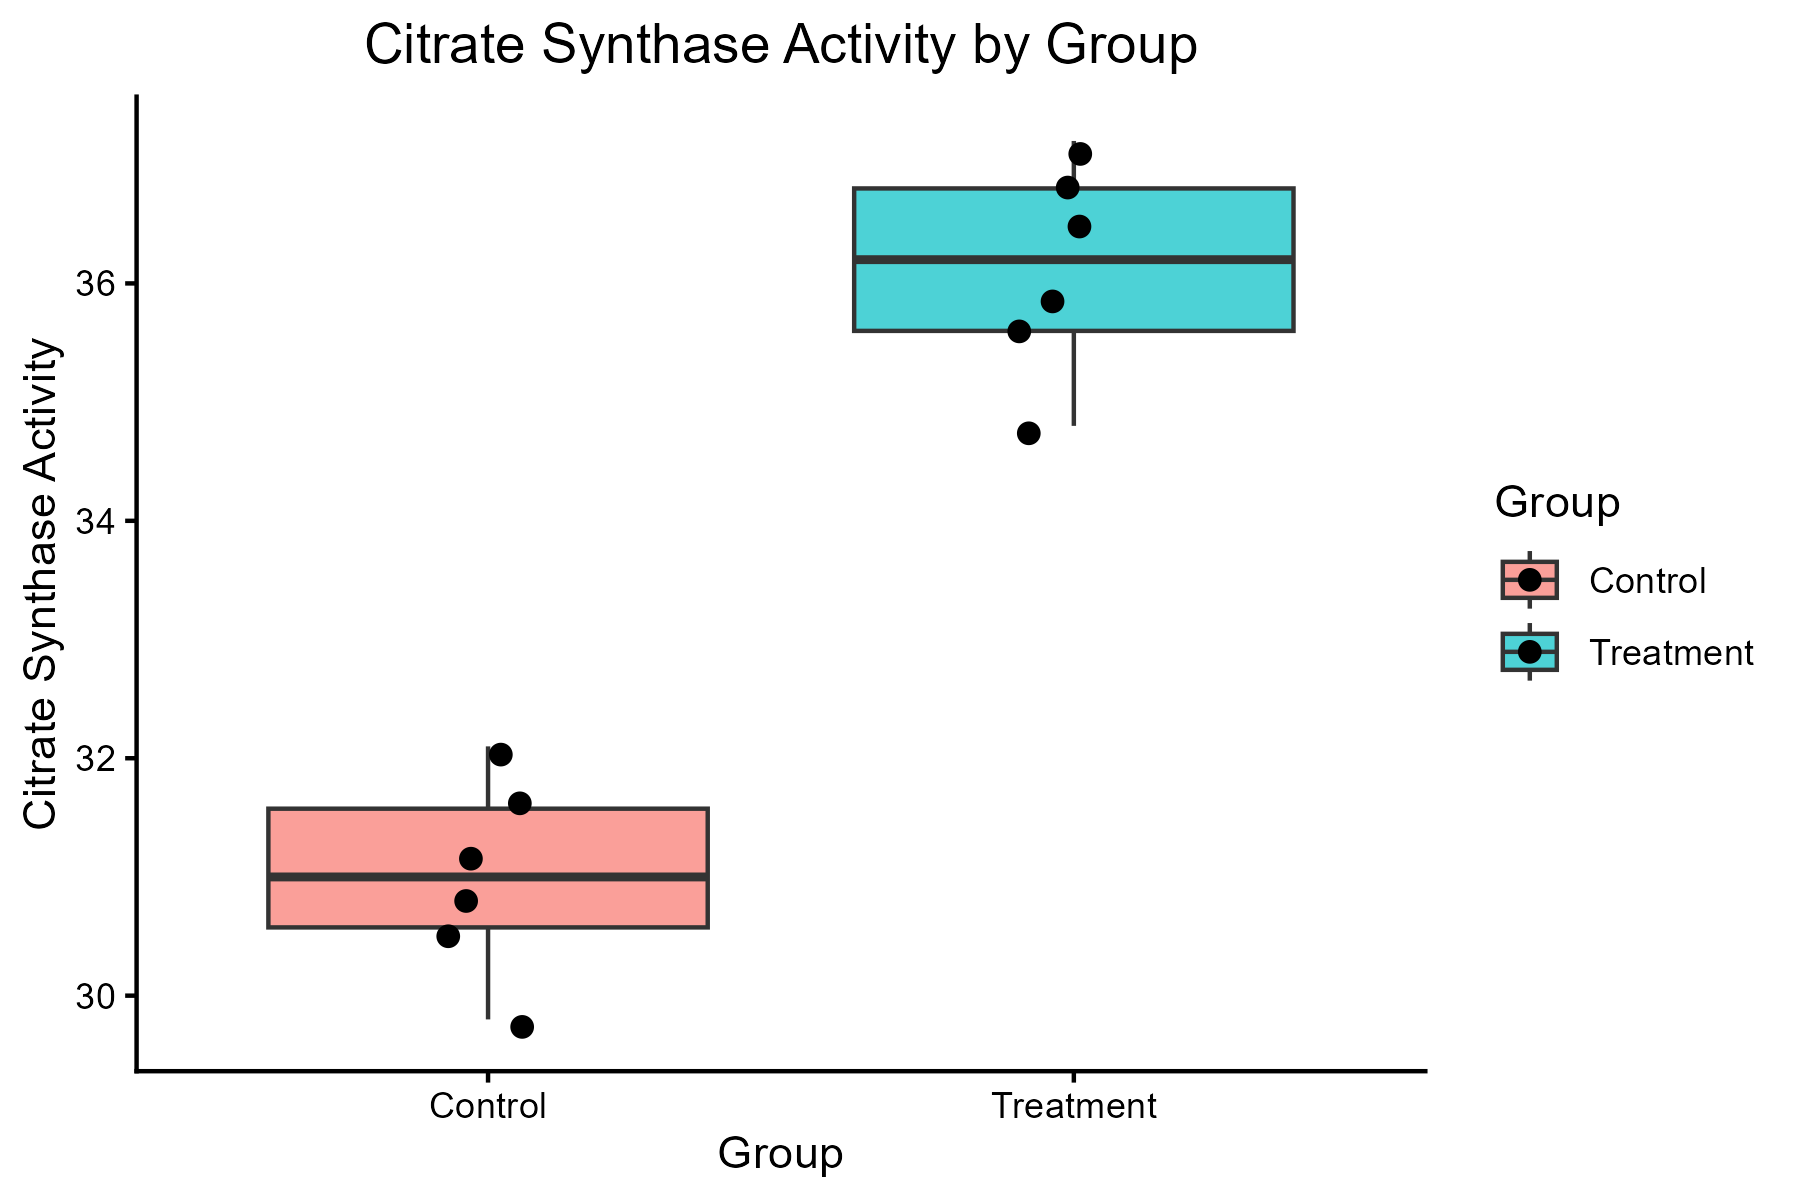 Citrate Synthase Activity by Group
Citrate Synthase Activity
36
34
32
30
Control
Treatment
Group
Group
Control
Treatment